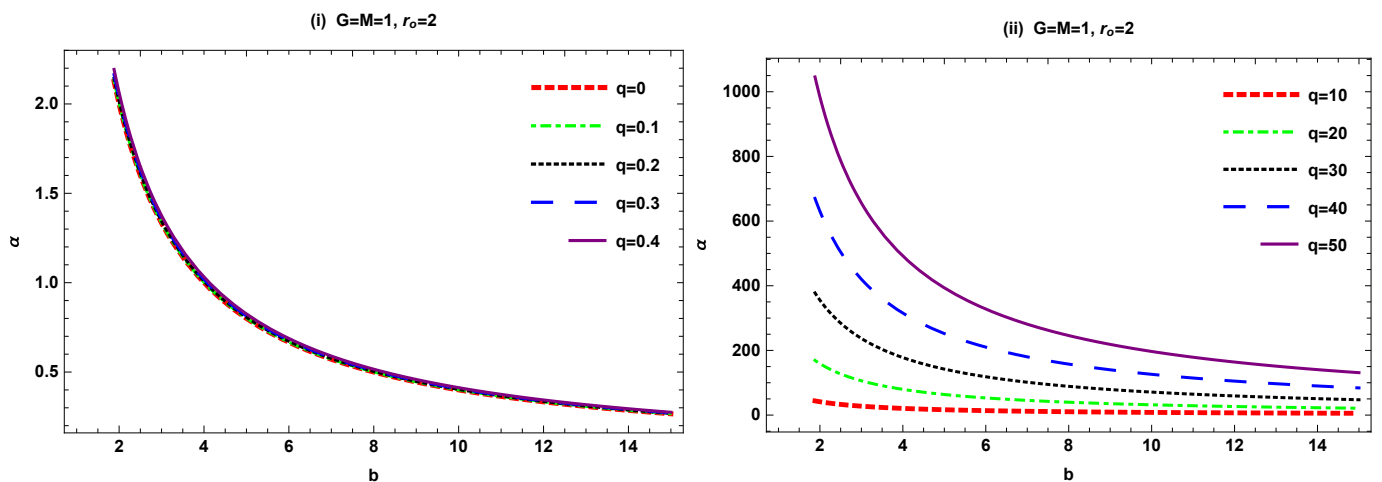 (i) G=M=1, rₒ=2
2.0
1.5
1.0
0.5
α
2 4 6 8 10 12 14
b
q=0
q=0.1
q=0.2
q=0.3
q=0.4
(ii) G=M=1, rₒ=2
1000
800
600
400
200
0
α
2 4 6 8 10 12 14
b
q=10
q=20
q=30
q=40
q=50